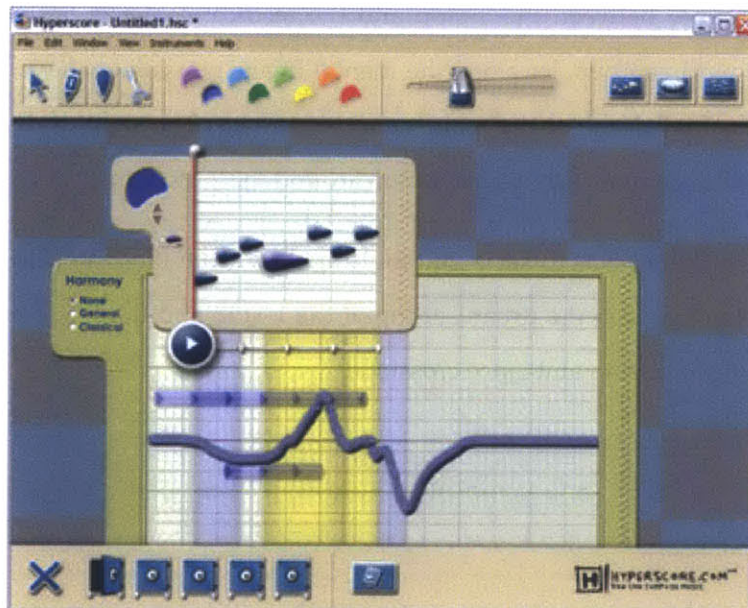 Hyperscore - Untitled1.hsc *
File Edit Window View Instruments Help
Harmony
None
General
Classical
H HYPERSCORE.COM